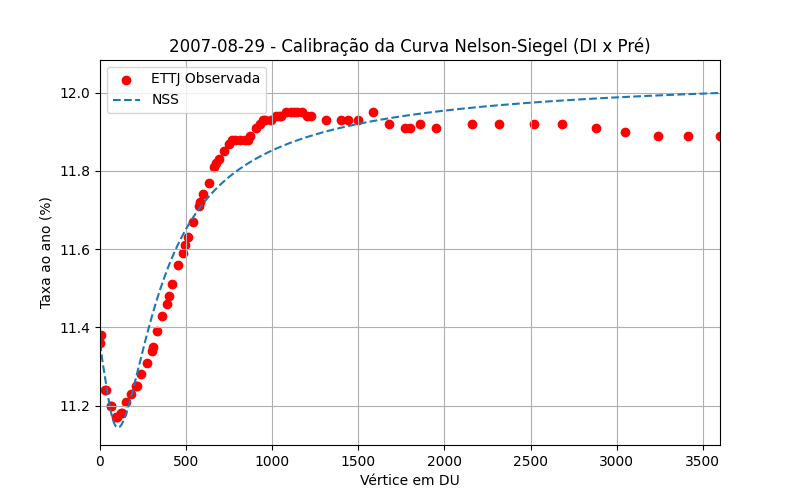 2007-08-29 - Calibração da Curva Nelson-Siegel (DI x Pré)
ETTJ Observada
NSS
Taxa ao ano (%)
12.0
11.8
11.6
11.4
11.2
0 500 1000 1500 2000 2500 3000 3500
Vértice em DU